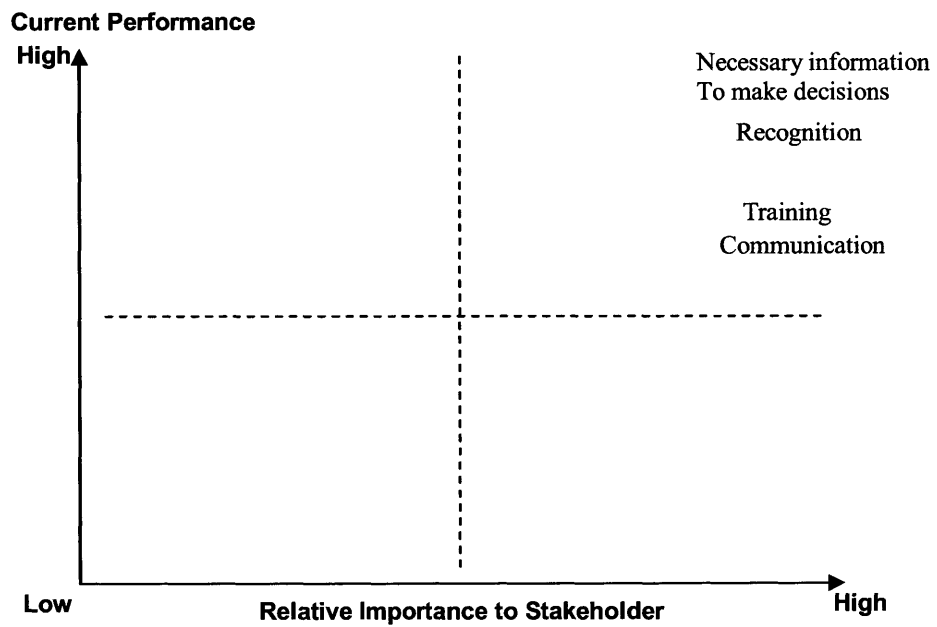 Current Performance
High
Necessary information
To make decisions
Recognition
Training
Communication
Low
Relative Importance to Stakeholder
High